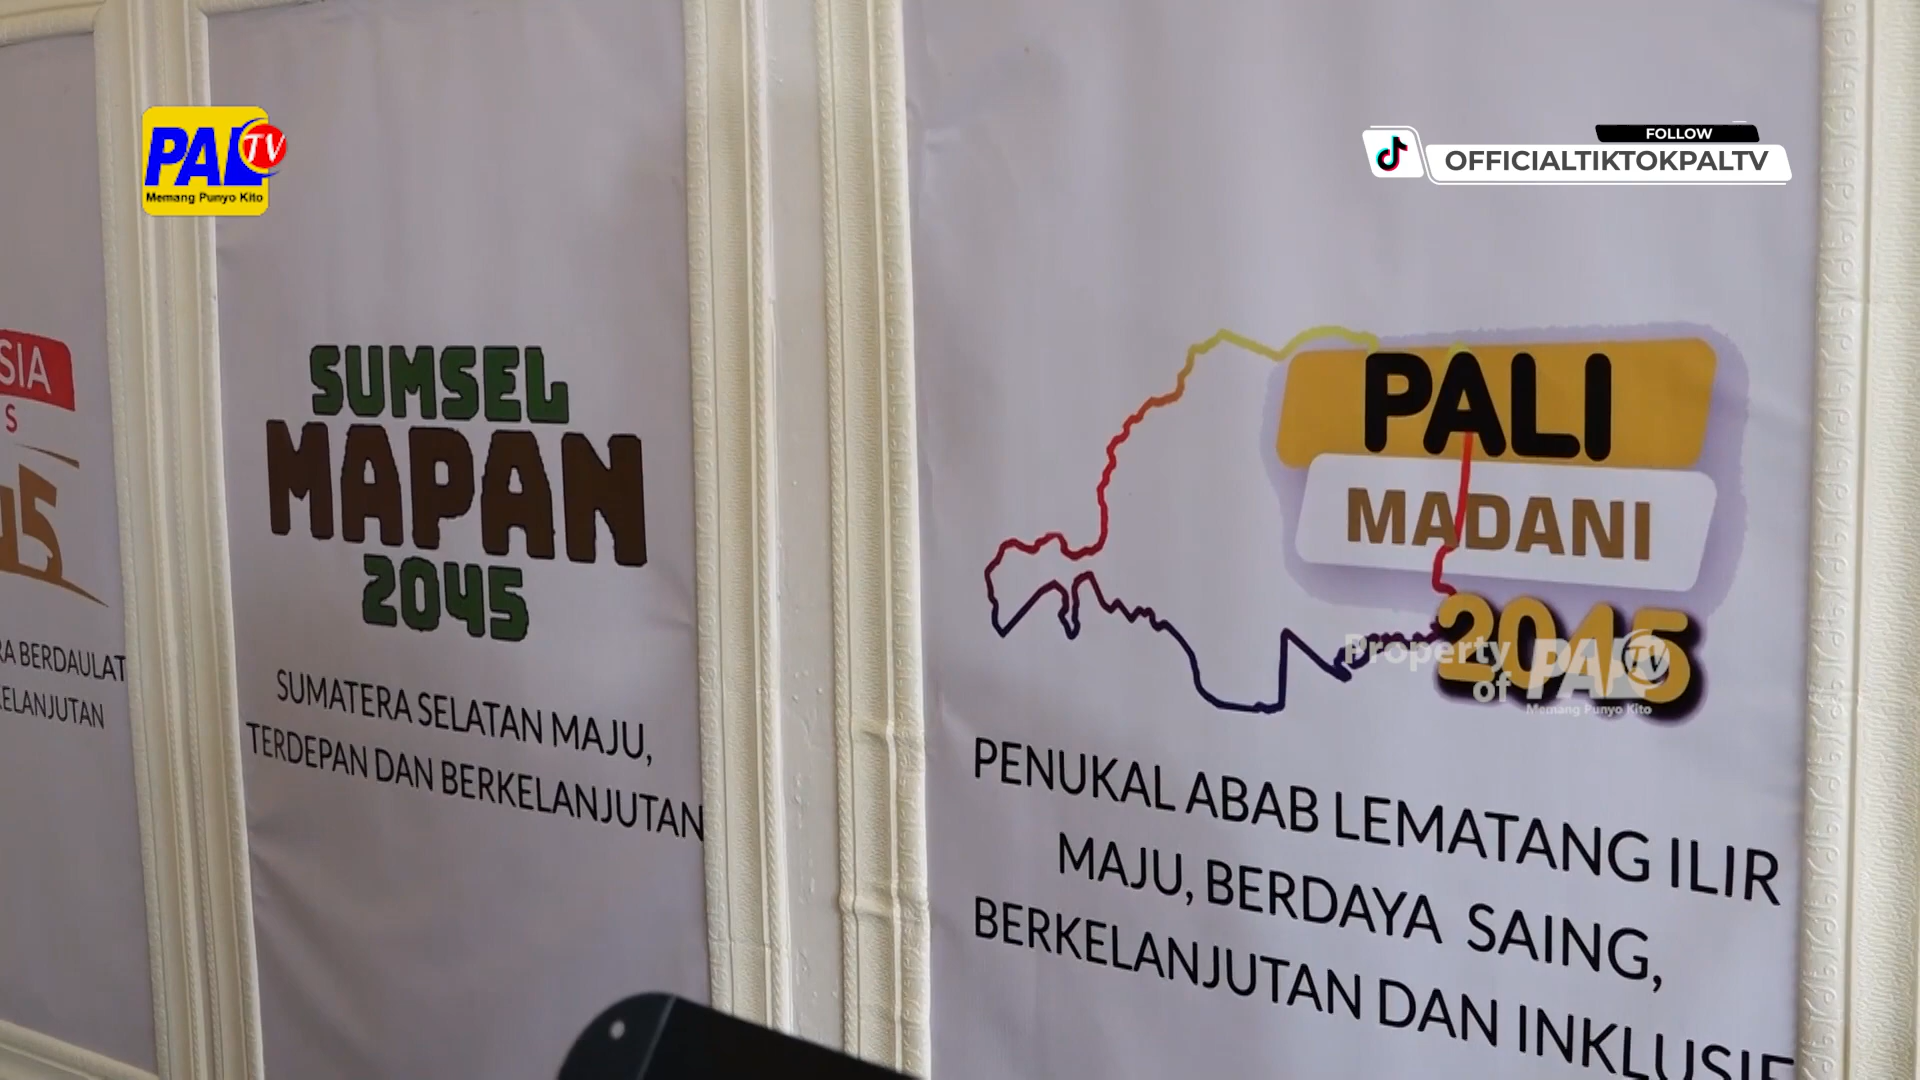 PAL TV
Memang Punyo Kito
FOLLOW
OFFICIALTIKTOKPALTV
SIA
S
45
RA BERDAULAT
KELANJUTAN
SUMSEL
MAPAN
2045
SUMATERA SELATAN MAJU,
TERDEPAN DAN BERKELANJUTAN
PALI
MADANI
2045
Property
of PAL TV
Memang Punyo Kito
PENUKAL ABAB LEMATANG ILIR
MAJU, BERDAYA SAING,
BERKELANJUTAN DAN INKLUSIF